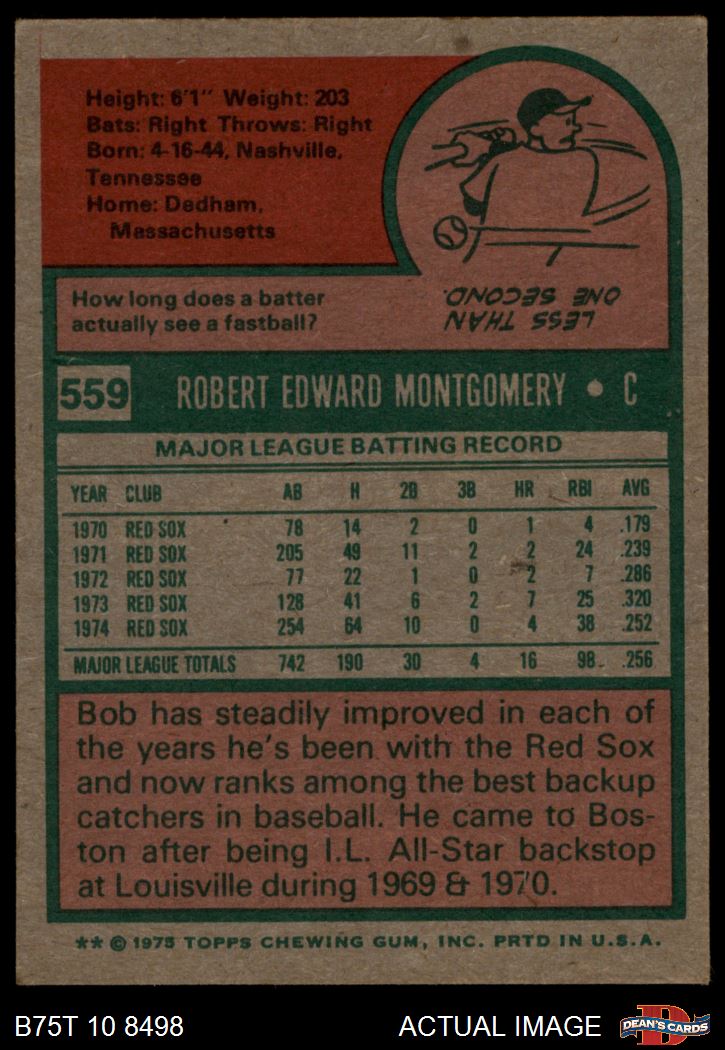 Height: 6'1" Weight: 203
Bats: Right Throws: Right
Born: 4-16-44, Nashville,
Tennessee
Home: Dedham,
Massachusetts
How long does a batter
actually see a fastball?
LESS THAN
ONE SECOND.
559 ROBERT EDWARD MONTGOMERY • C
MAJOR LEAGUE BATTING RECORD
YEAR CLUB AB H 2B 3B HR RBI AVG
1970 RED SOX 78 14 2 0 1 4 .179
1971 RED SOX 205 49 11 2 2 24 .239
1972 RED SOX 77 22 1 0 2 7 .286
1973 RED SOX 128 41 6 2 7 25 .320
1974 RED SOX 254 64 10 0 4 38 .252
MAJOR LEAGUE TOTALS 742 190 30 4 16 98 .256
Bob has steadily improved in each of
the years he's been with the Red Sox
and now ranks among the best backup
catchers in baseball. He came to Bos-
ton after being I.L. All-Star backstop
at Louisville during 1969 & 1970.
** © 1975 TOPPS CHEWING GUM, INC. PRTD IN U.S.A.
B75T 10 8498 ACTUAL IMAGE D DEAN'S CARDS